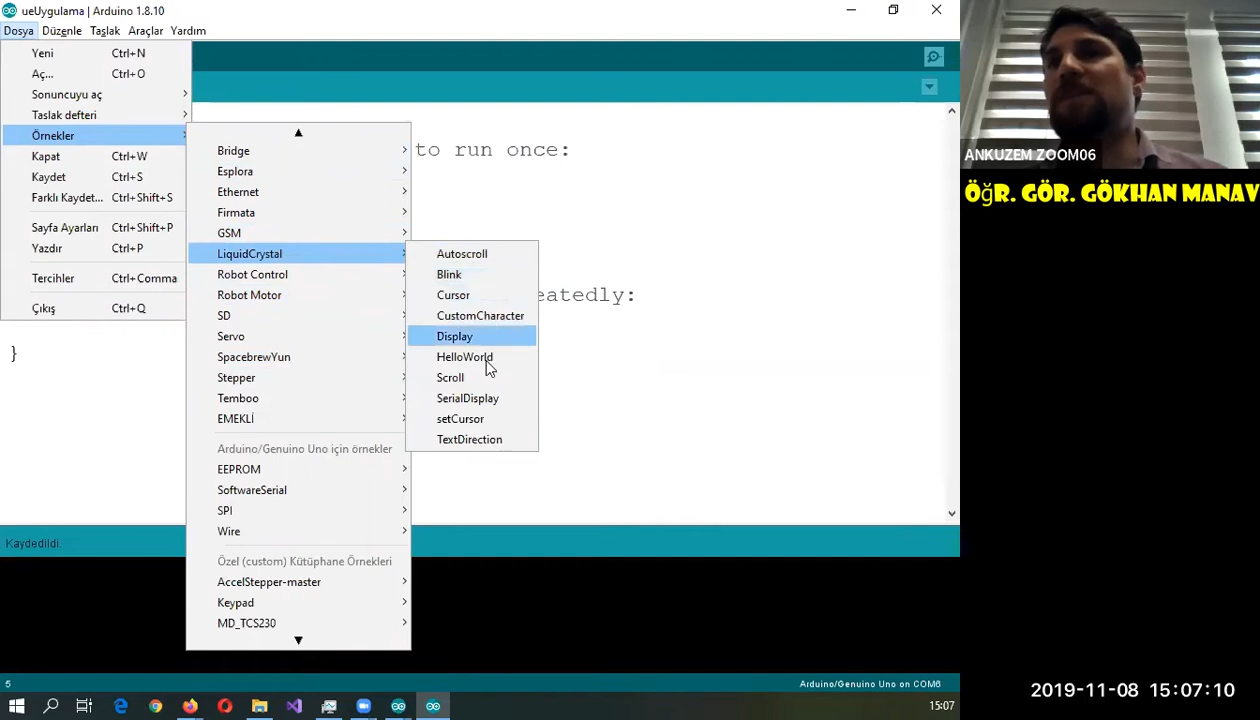 ueUygulama | Arduino 1.8.10
Dosya Düzenle Taslak Araçlar Yardım
Yeni Ctrl+N
Aç... Ctrl+O
Sonuncuyu aç
Taslak defteri
Örnekler
Kapat Ctrl+W
Kaydet Ctrl+S
Farklı Kaydet... Ctrl+Shift+S
Sayfa Ayarları Ctrl+Shift+P
Yazdır Ctrl+P
Tercihler Ctrl+Comma
Çıkış Ctrl+Q
Bridge
Esplora
Ethernet
Firmata
GSM
LiquidCrystal
Robot Control
Robot Motor
SD
Servo
SpacebrewYun
Stepper
Temboo
EMEKLİ
Arduino/Genuino Uno için örnekler
EEPROM
SoftwareSerial
SPI
Wire
Özel (custom) Kütüphane Örnekleri
AccelStepper-master
Keypad
MD_TCS230
Autoscroll
Blink
Cursor
CustomCharacter
Display
HelloWorld
Scroll
SerialDisplay
setCursor
TextDirection
to run once:
eatedly:
}
Kaydedildi.
5
Arduino/Genuino Uno on COM6
15:07
ANKUZEM ZOOM06
ÖĞR. GÖR. GÖKHAN MANAV
2019-11-08 15:07:10